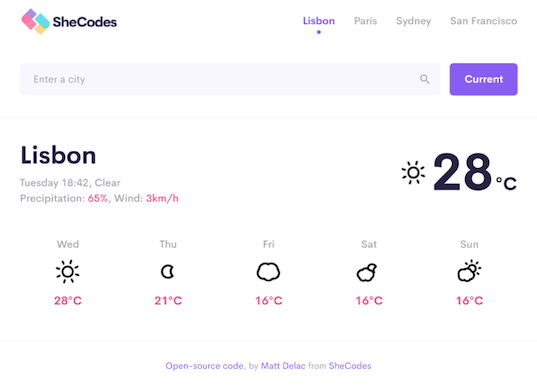 SheCodes
Lisbon Paris Sydney San Francisco
Enter a city
Current
Lisbon
Tuesday 18:42, Clear
Precipitation: 65%, Wind: 3km/h
28°C
Wed Thu Fri Sat Sun
28°C 21°C 16°C 16°C 16°C
Open-source code, by Matt Delac from SheCodes